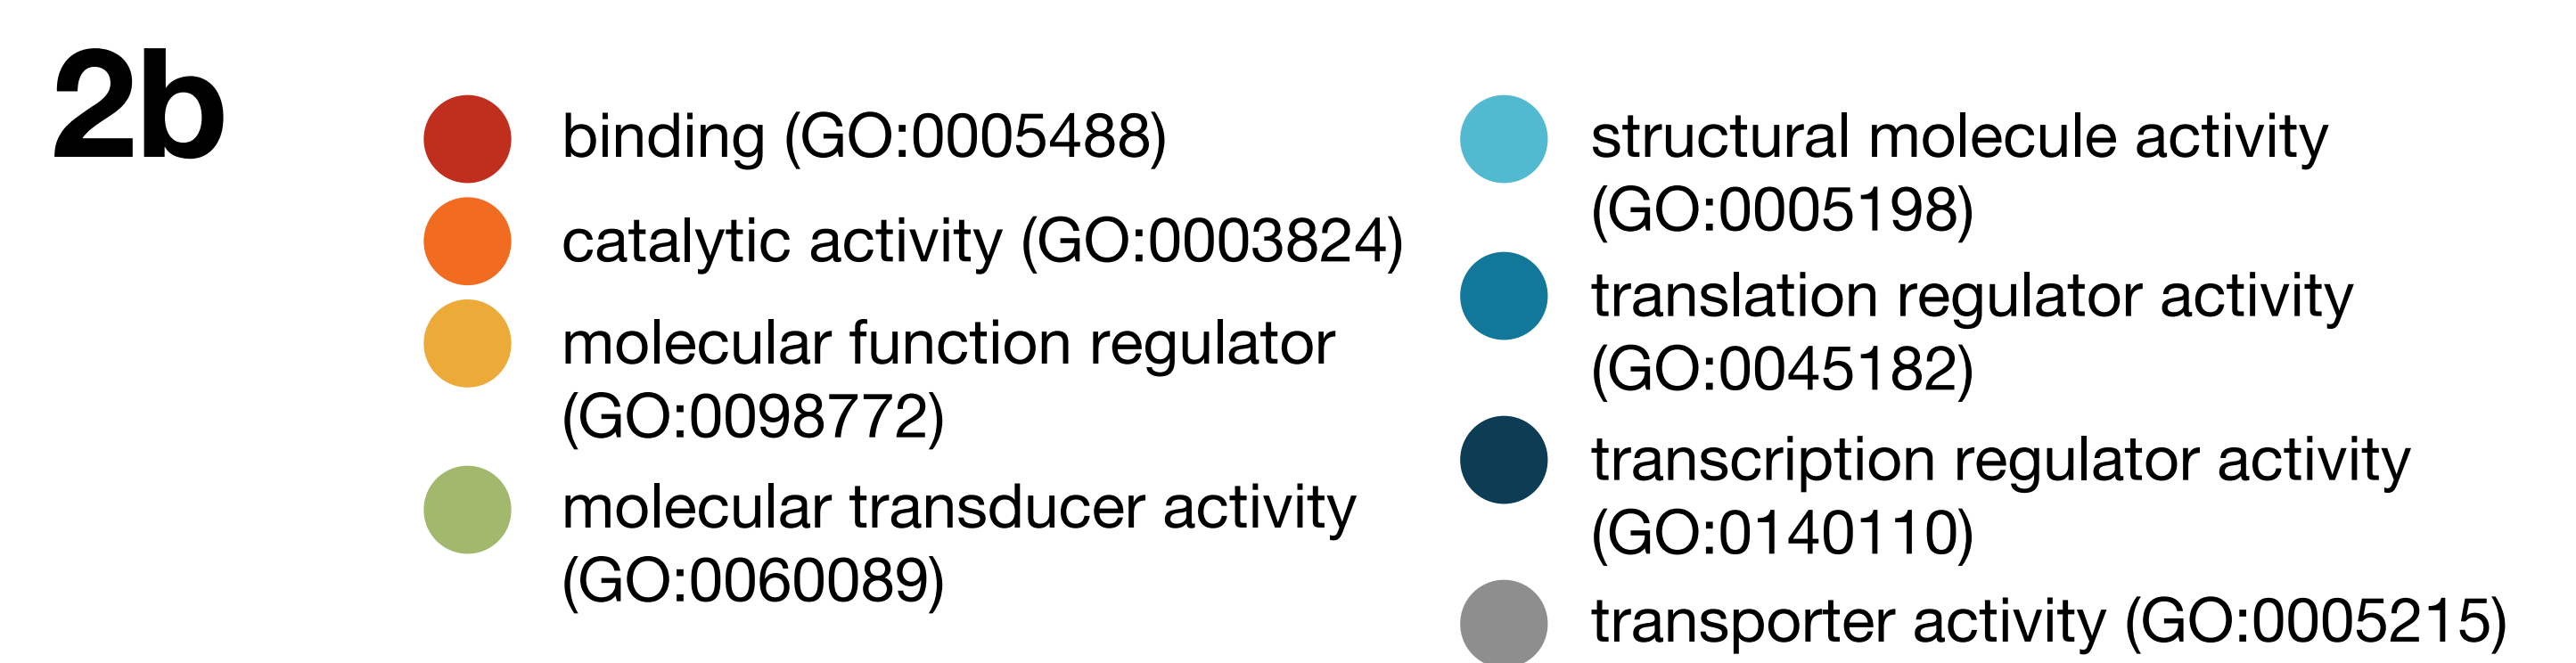 2b
binding (GO:0005488)
catalytic activity (GO:0003824)
molecular function regulator
(GO:0098772)
molecular transducer activity
(GO:0060089)
structural molecule activity
(GO:0005198)
translation regulator activity
(GO:0045182)
transcription regulator activity
(GO:0140110)
transporter activity (GO:0005215)